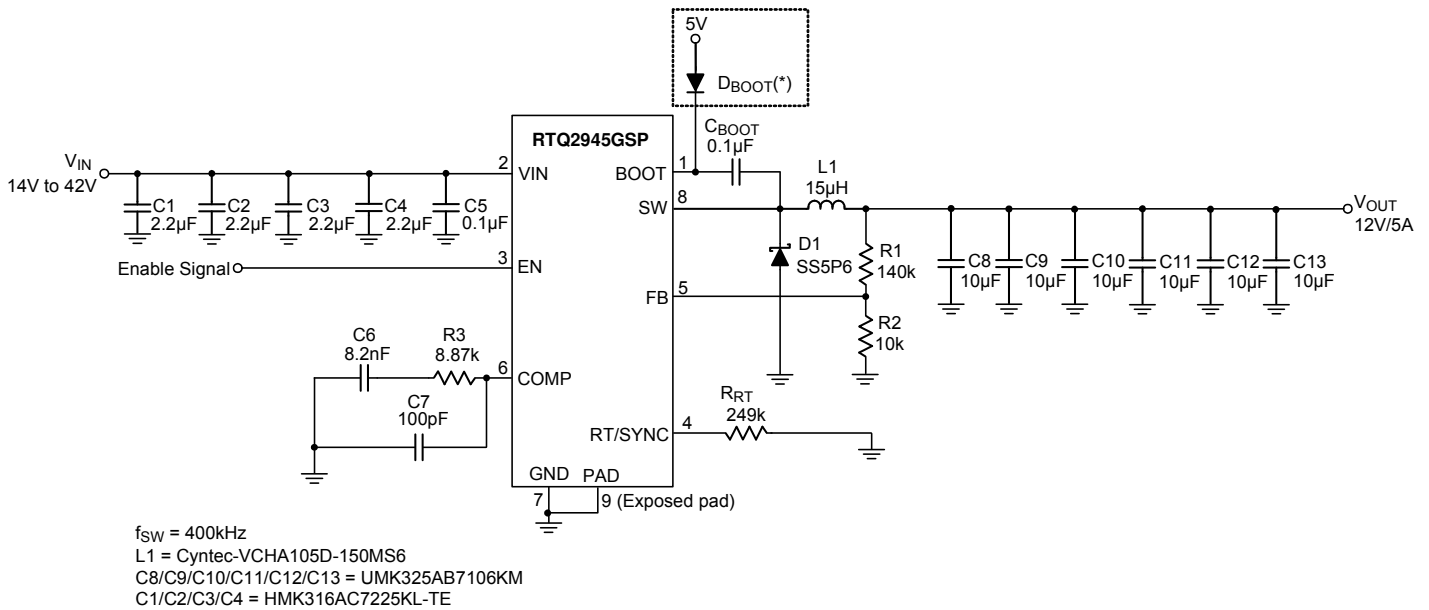 5V
DBOOT(*)
CBOOT
0.1µF
RTQ2945GSP
VIN
14V to 42V
2
VIN
BOOT
1
L1
15µH
C1
2.2µF
C2
2.2µF
C3
2.2µF
C4
2.2µF
C5
0.1µF
SW
8
VOUT
12V/5A
D1
SS5P6
R1
140k
C8
10µF
C9
10µF
C10
10µF
C11
10µF
C12
10µF
C13
10µF
Enable Signal
3
EN
FB
5
R2
10k
C6
8.2nF
R3
8.87k
6
COMP
C7
100pF
RRT
249k
RT/SYNC
4
GND
PAD
7
9 (Exposed pad)
fSW = 400kHz
L1 = Cyntec-VCHA105D-150MS6
C8/C9/C10/C11/C12/C13 = UMK325AB7106KM
C1/C2/C3/C4 = HMK316AC7225KL-TE